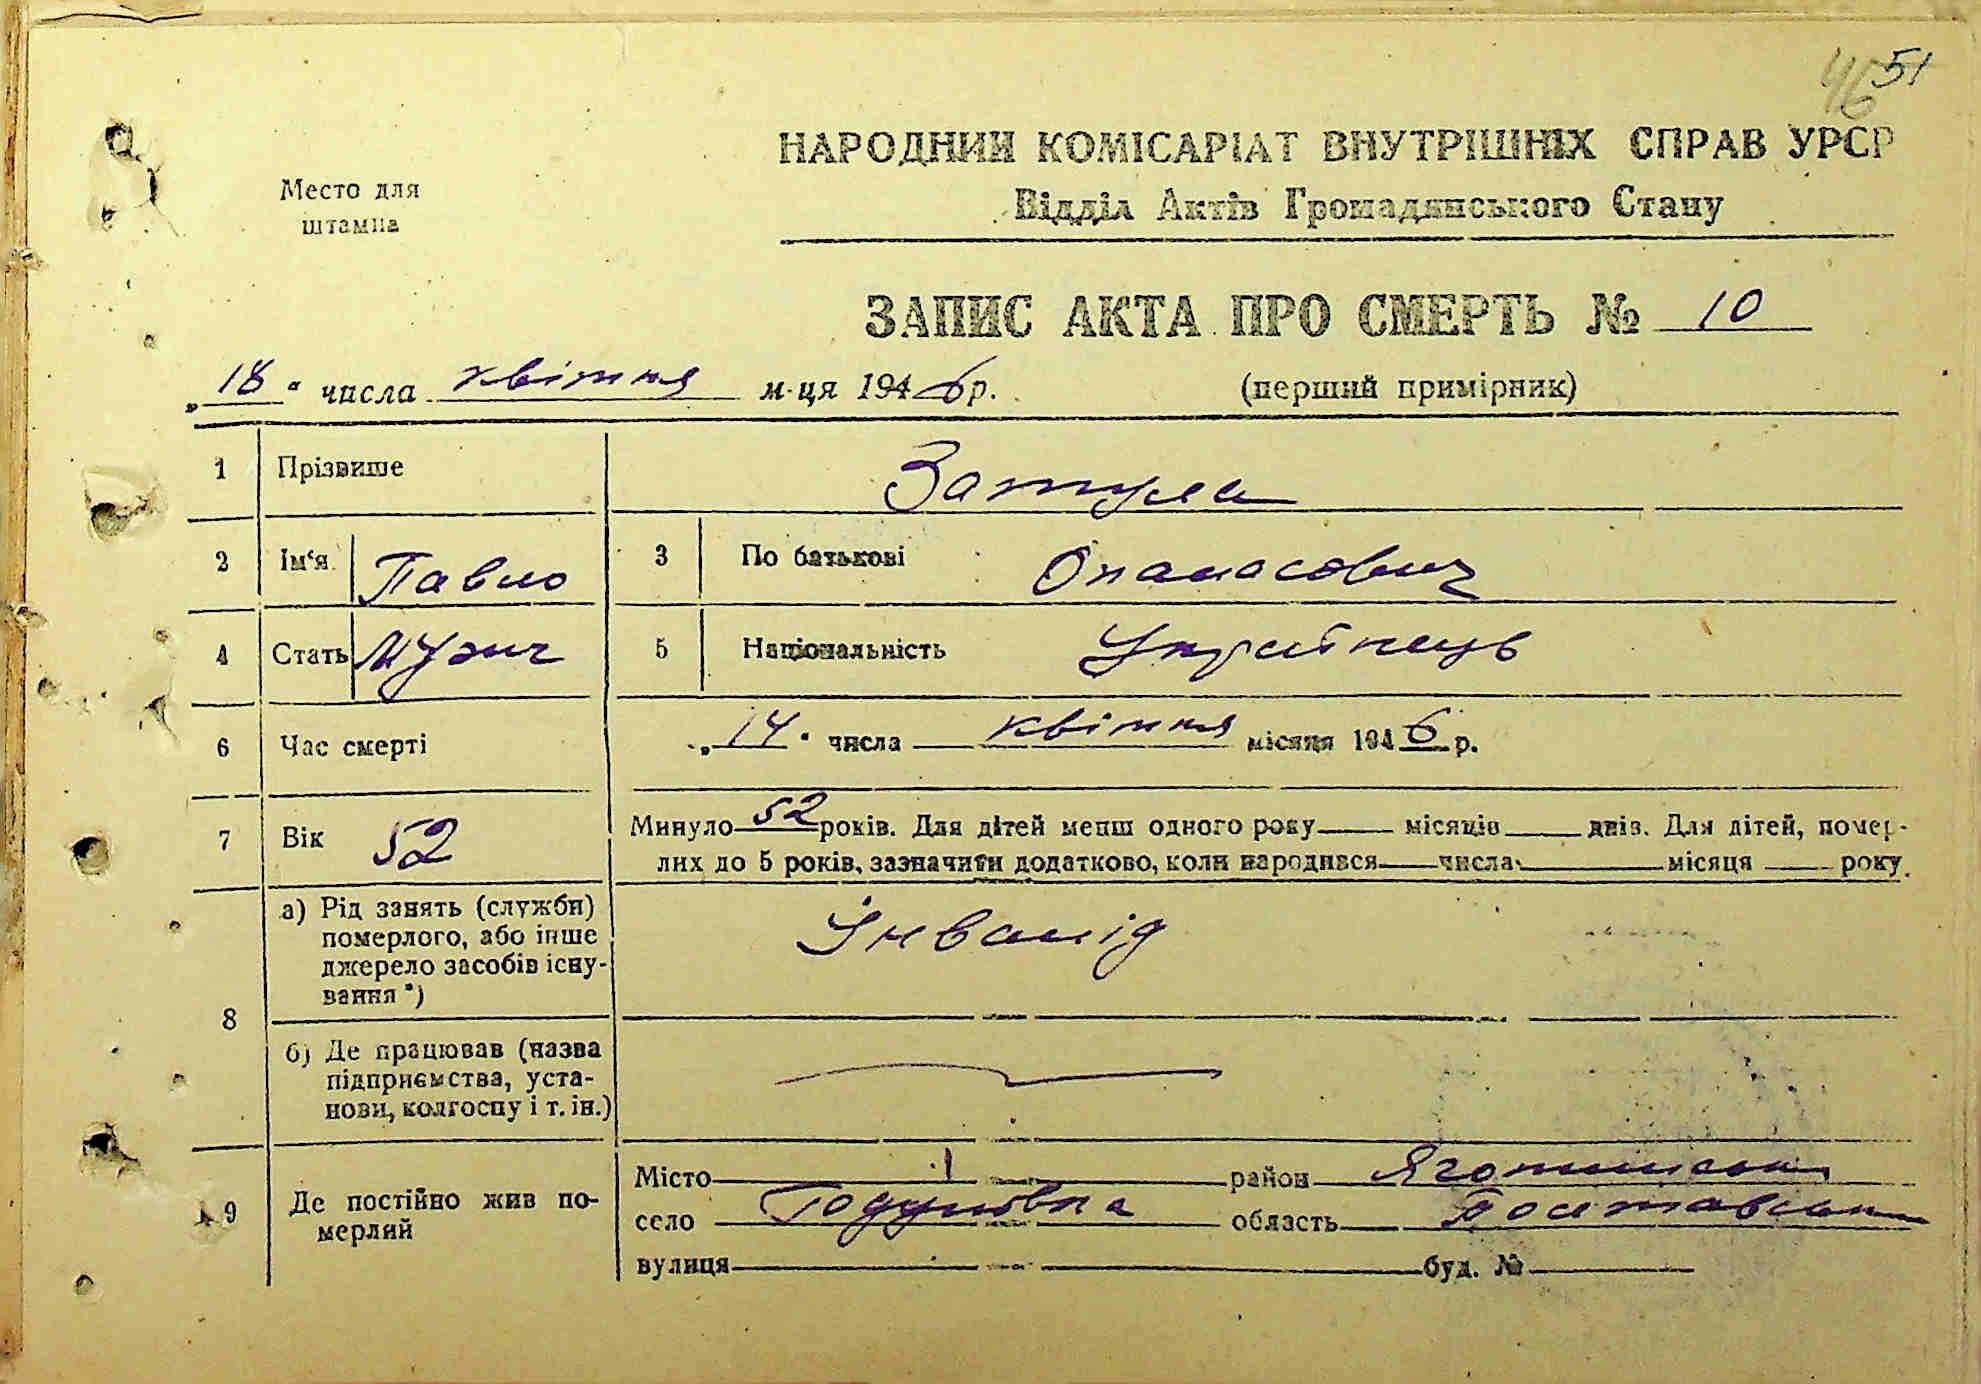 46 51
НАРОДНИЙ КОМІСАРІАТ ВНУТРІШНІХ СПРАВ УРСР
Место для
штампа
Відділ Актів Громадянського Стану
ЗАПИС АКТА ПРО СМЕРТЬ № 10
„18“ числа квітня м-ця 1946 р. (перший примірник)
1 Прізвише Затула
2 Ім‘я Павло 3 По батькові Опанасович
4 Стать Мужч 5 Національність Українець
6 Час смерті „14“ числа квітня місяця 1946 р.
7 Вік 52 Минуло 52 років. Для дітей менш одного року місяців днів. Для дітей, помер-
лих до 5 років, зазначити додатково, коли народився числа місяця року.
8 а) Рід занять (служби)
померлого, або інше
джерело засобів існу-
вання *)
Інвалід
б) Де працював (назва
підприємства, уста-
нови, колгоспу і т. ін.)
9 Де постійно жив по-
мерлий
Місто район Яготинський
село Годунівка область Полтавська
вулиця буд. №